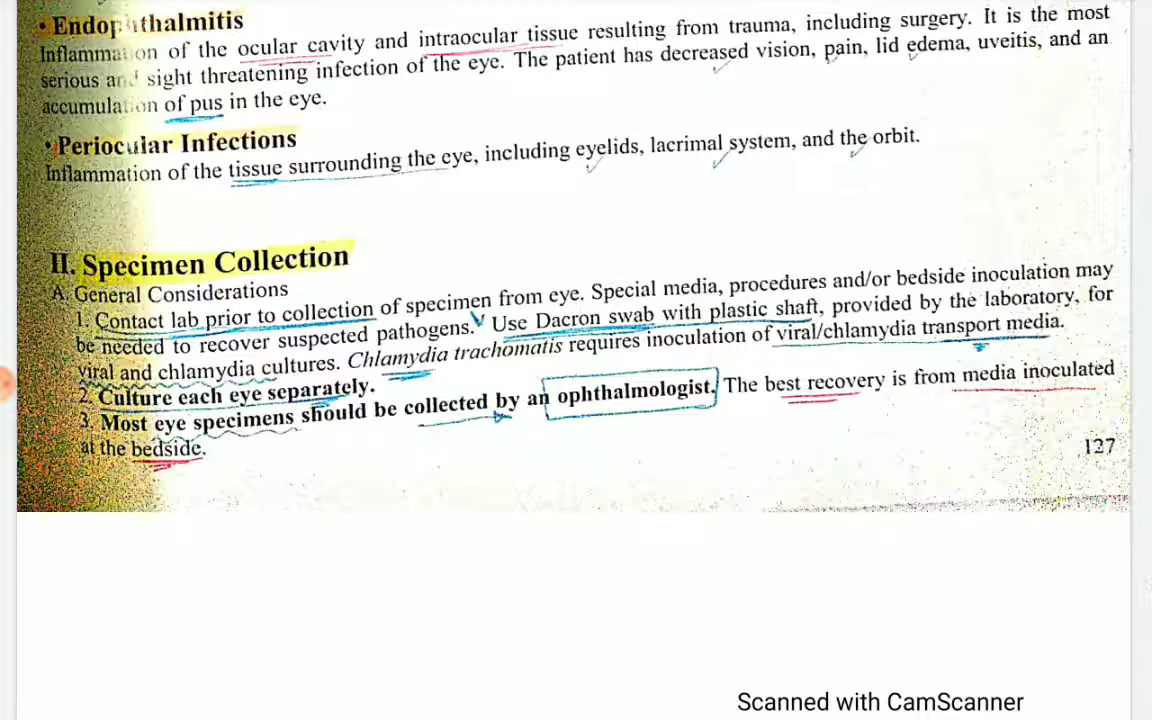 • Endophthalmitis
Inflammation of the ocular cavity and intraocular tissue resulting from trauma, including surgery. It is the most
serious and sight threatening infection of the eye. The patient has decreased vision, pain, lid edema, uveitis, and an
accumulation of pus in the eye.
• Periocular Infections
Inflammation of the tissue surrounding the eye, including eyelids, lacrimal system, and the orbit.
II. Specimen Collection
A. General Considerations
1. Contact lab prior to collection of specimen from eye. Special media, procedures and/or bedside inoculation may
be needed to recover suspected pathogens. Use Dacron swab with plastic shaft, provided by the laboratory, for
viral and chlamydia cultures. Chlamydia trachomatis requires inoculation of viral/chlamydia transport media.
2. Culture each eye separately.
3. Most eye specimens should be collected by an ophthalmologist. The best recovery is from media inoculated
at the bedside.
127
Scanned with CamScanner